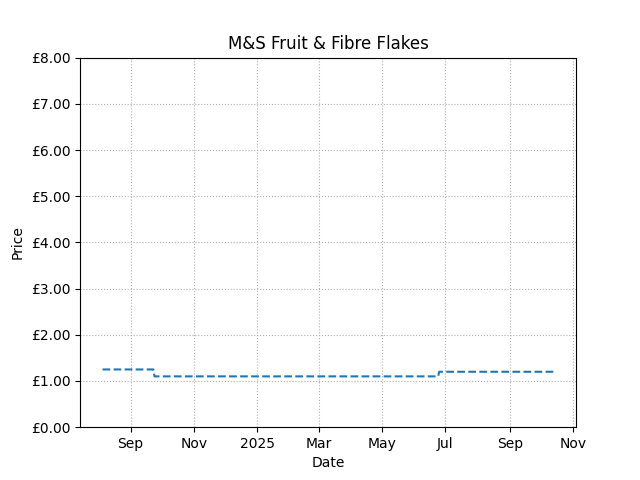 M&S Fruit & Fibre Flakes
£8.00
£7.00
£6.00
£5.00
£4.00
£3.00
£2.00
£1.00
£0.00
Price
Sep Nov 2025 Mar May Jul Sep Nov
Date